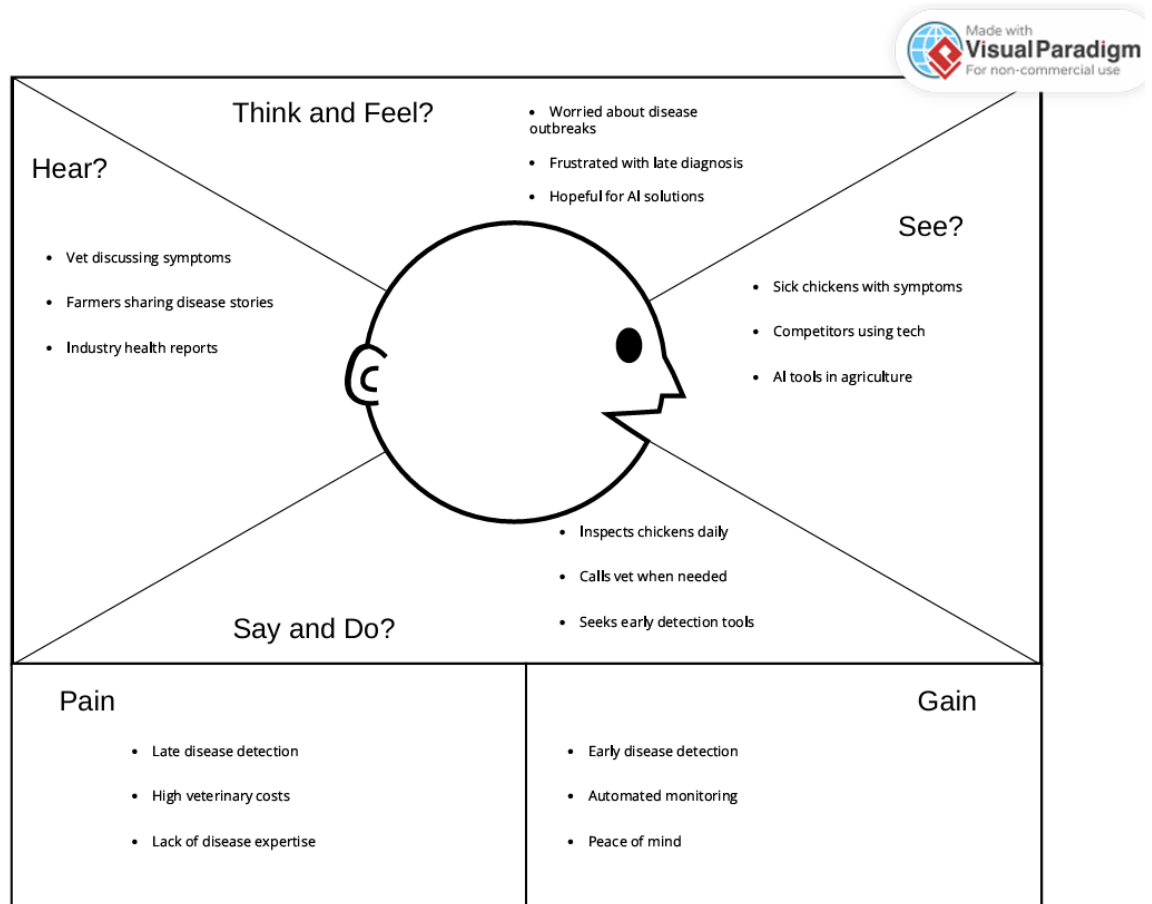 Made with
Visual Paradigm
For non-commercial use
Think and Feel?
• Worried about disease
outbreaks
• Frustrated with late diagnosis
• Hopeful for AI solutions
Hear?
• Vet discussing symptoms
• Farmers sharing disease stories
• Industry health reports
See?
• Sick chickens with symptoms
• Competitors using tech
• AI tools in agriculture
Say and Do?
• Inspects chickens daily
• Calls vet when needed
• Seeks early detection tools
Pain
• Late disease detection
• High veterinary costs
• Lack of disease expertise
Gain
• Early disease detection
• Automated monitoring
• Peace of mind